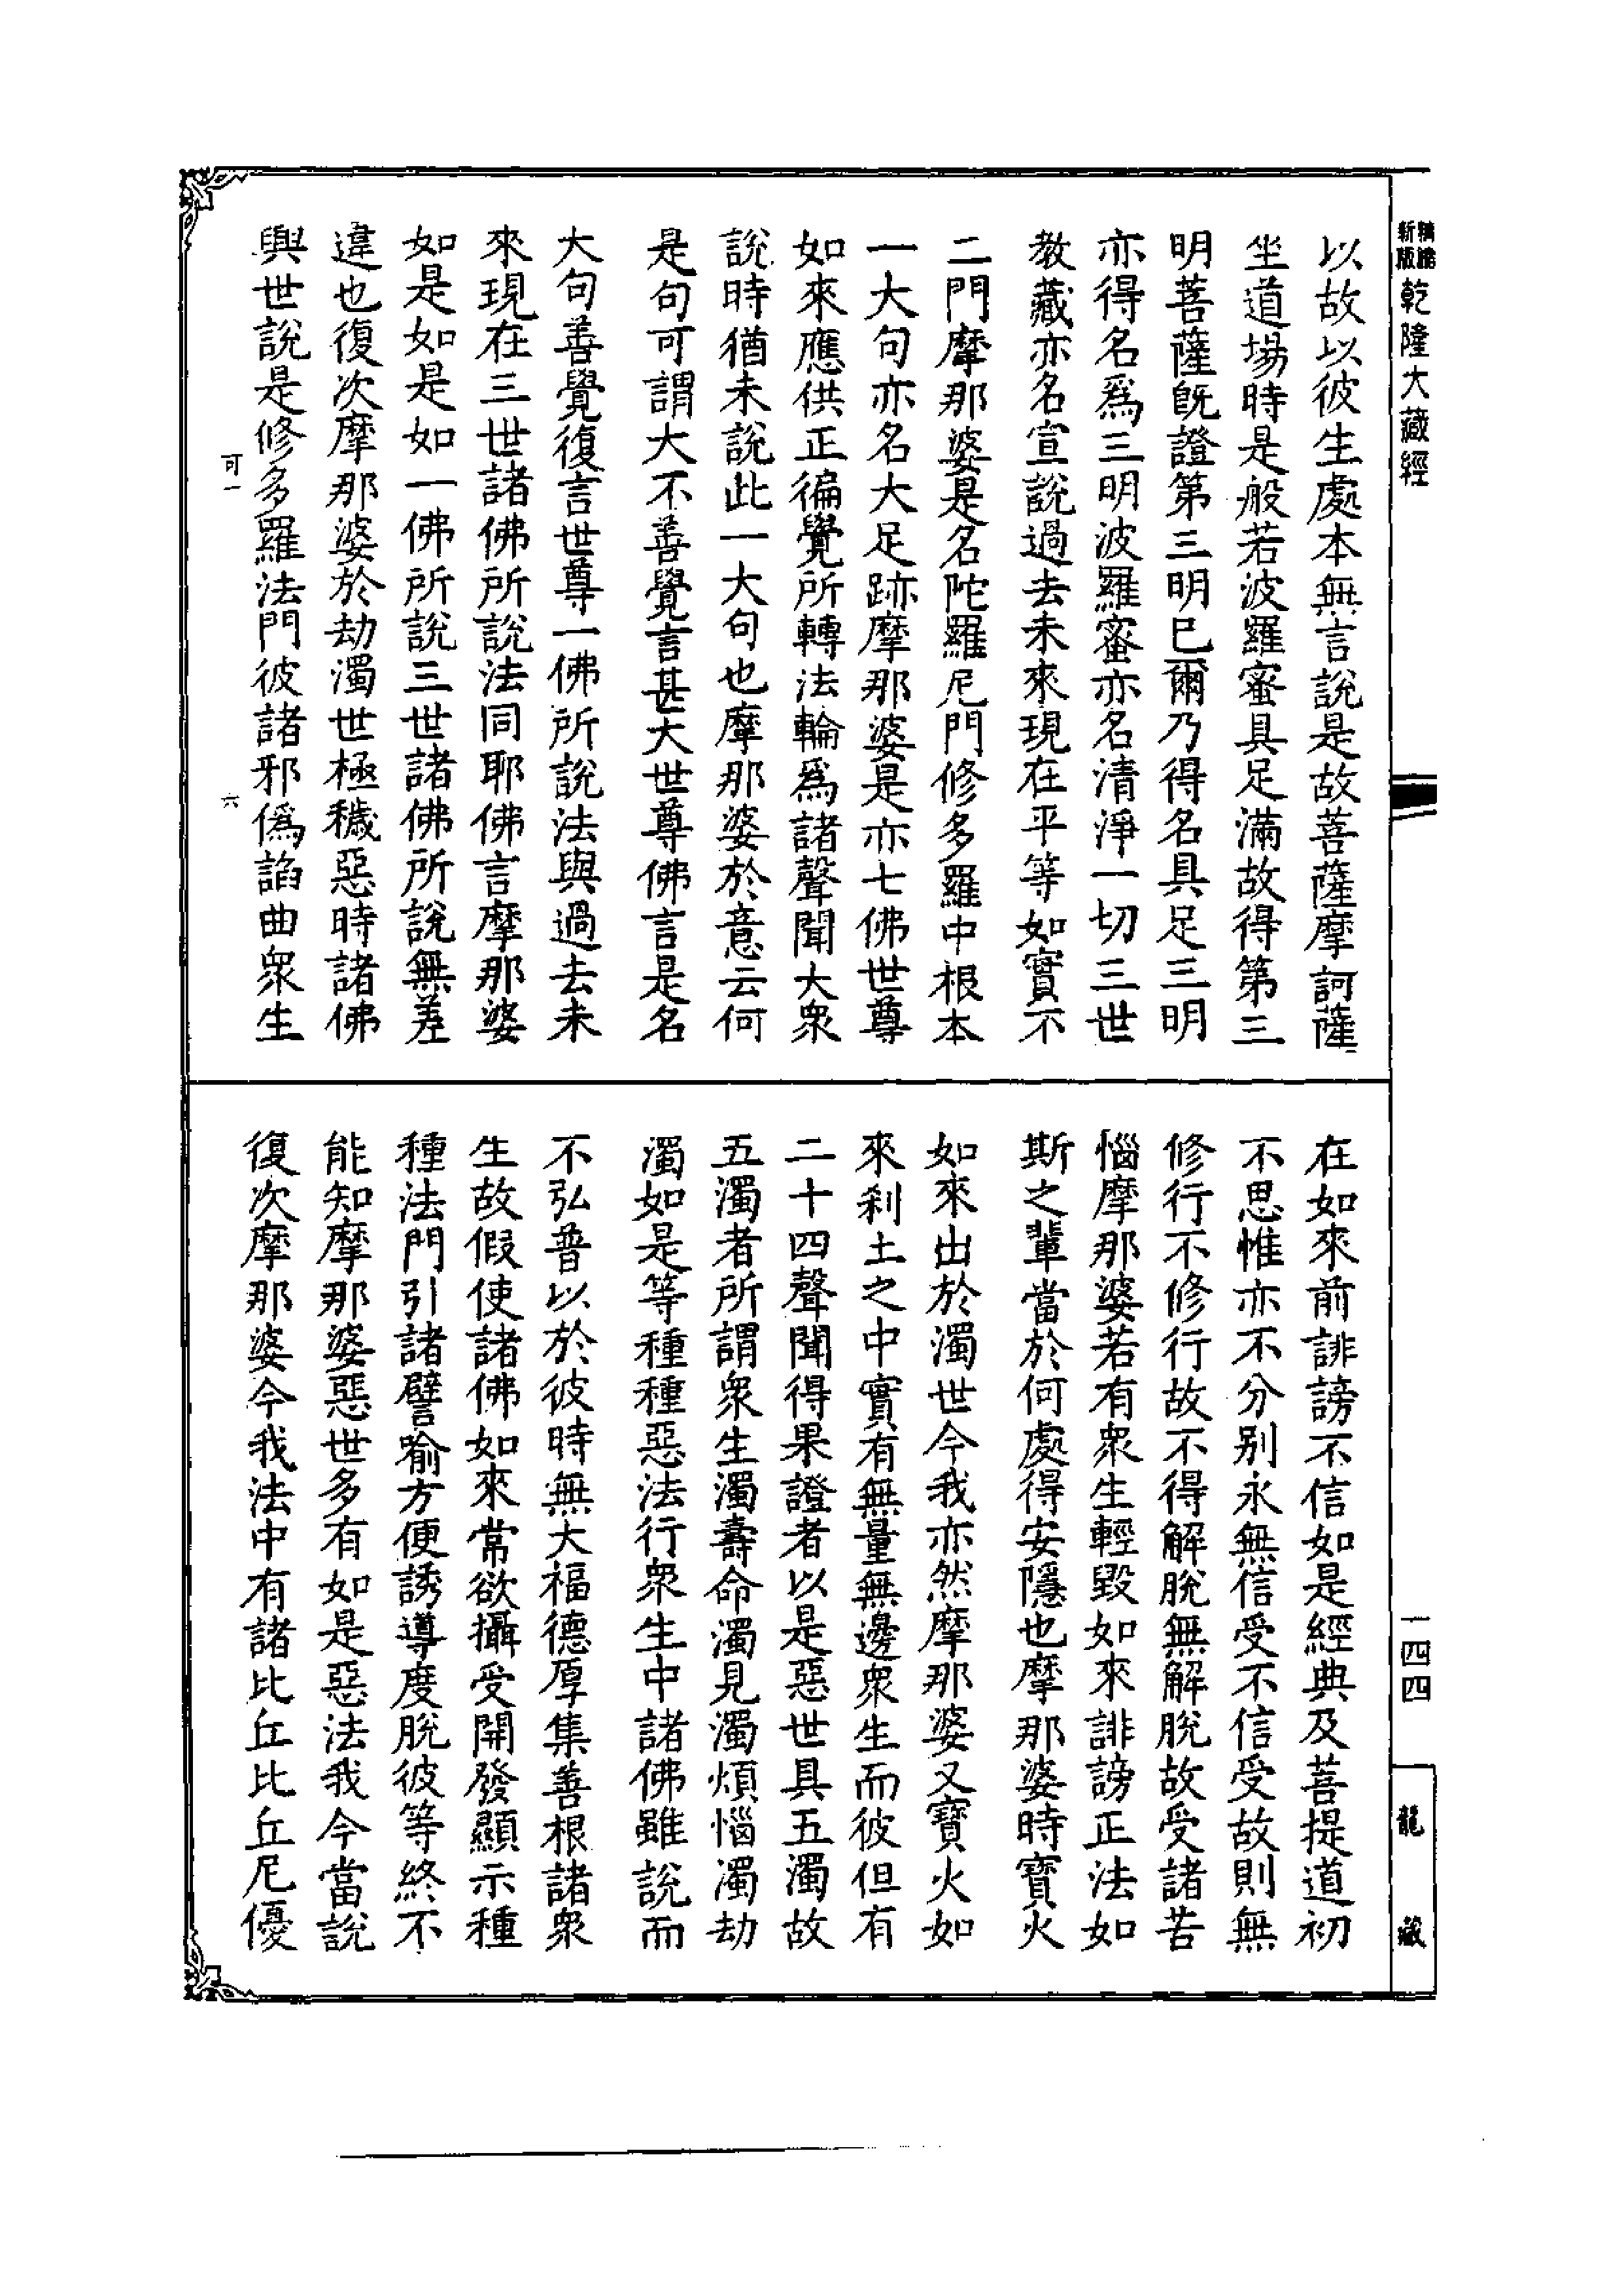 新版
乾隆大藏經
一四四
龍藏
以故以彼生處本無言說是故菩薩摩訶薩
坐道場時是般若波羅蜜具足滿故得第三
明菩薩旣證第三明巳爾乃得名具足三明
亦得名爲三明波羅蜜亦名清淨一切三世
教藏亦名宣說過去未來現在平等如實不
二門摩那婆是名陀羅尼門修多羅中根本
一大句亦名大足跡摩那婆是亦七佛世尊
如來應供正徧覺所轉法輪爲諸聲聞大衆
說時猶未說此一大句也摩那婆於意云何
是句可謂大不善覺言甚大世尊佛言是名
大句善覺復言世尊一佛所說法與過去未
來現在三世諸佛所說法同耶佛言摩那婆
如是如是如一佛所說三世諸佛所說無差
違也復次摩那婆於劫濁世極穢惡時諸佛
與世說是修多羅法門彼諸邪僞諂曲衆生
可一
六
在如來前誹謗不信如是經典及菩提道初
不思惟亦不分别永無信受不信受故則無
修行不修行故不得解脫無解脫故受諸苦
惱摩那婆若有衆生輕毀如來誹謗正法如
斯之輩當於何處得安隱也摩那婆時寶火
如來出於濁世今我亦然摩那婆又寶火如
來刹土之中實有無量無邊衆生而彼但有
二十四聲聞得果證者以是惡世具五濁故
五濁者所謂衆生濁壽命濁見濁煩惱濁劫
濁如是等種種惡法行衆生中諸佛雖說而
不弘普以於彼時無大福德厚集善根諸衆
生故假使諸佛如來常欲攝受開發顯示種
種法門引諸譬喻方便誘導度脫彼等終不
能知摩那婆惡世多有如是惡法我今當說
復次摩那婆今我法中有諸比丘比丘尼優